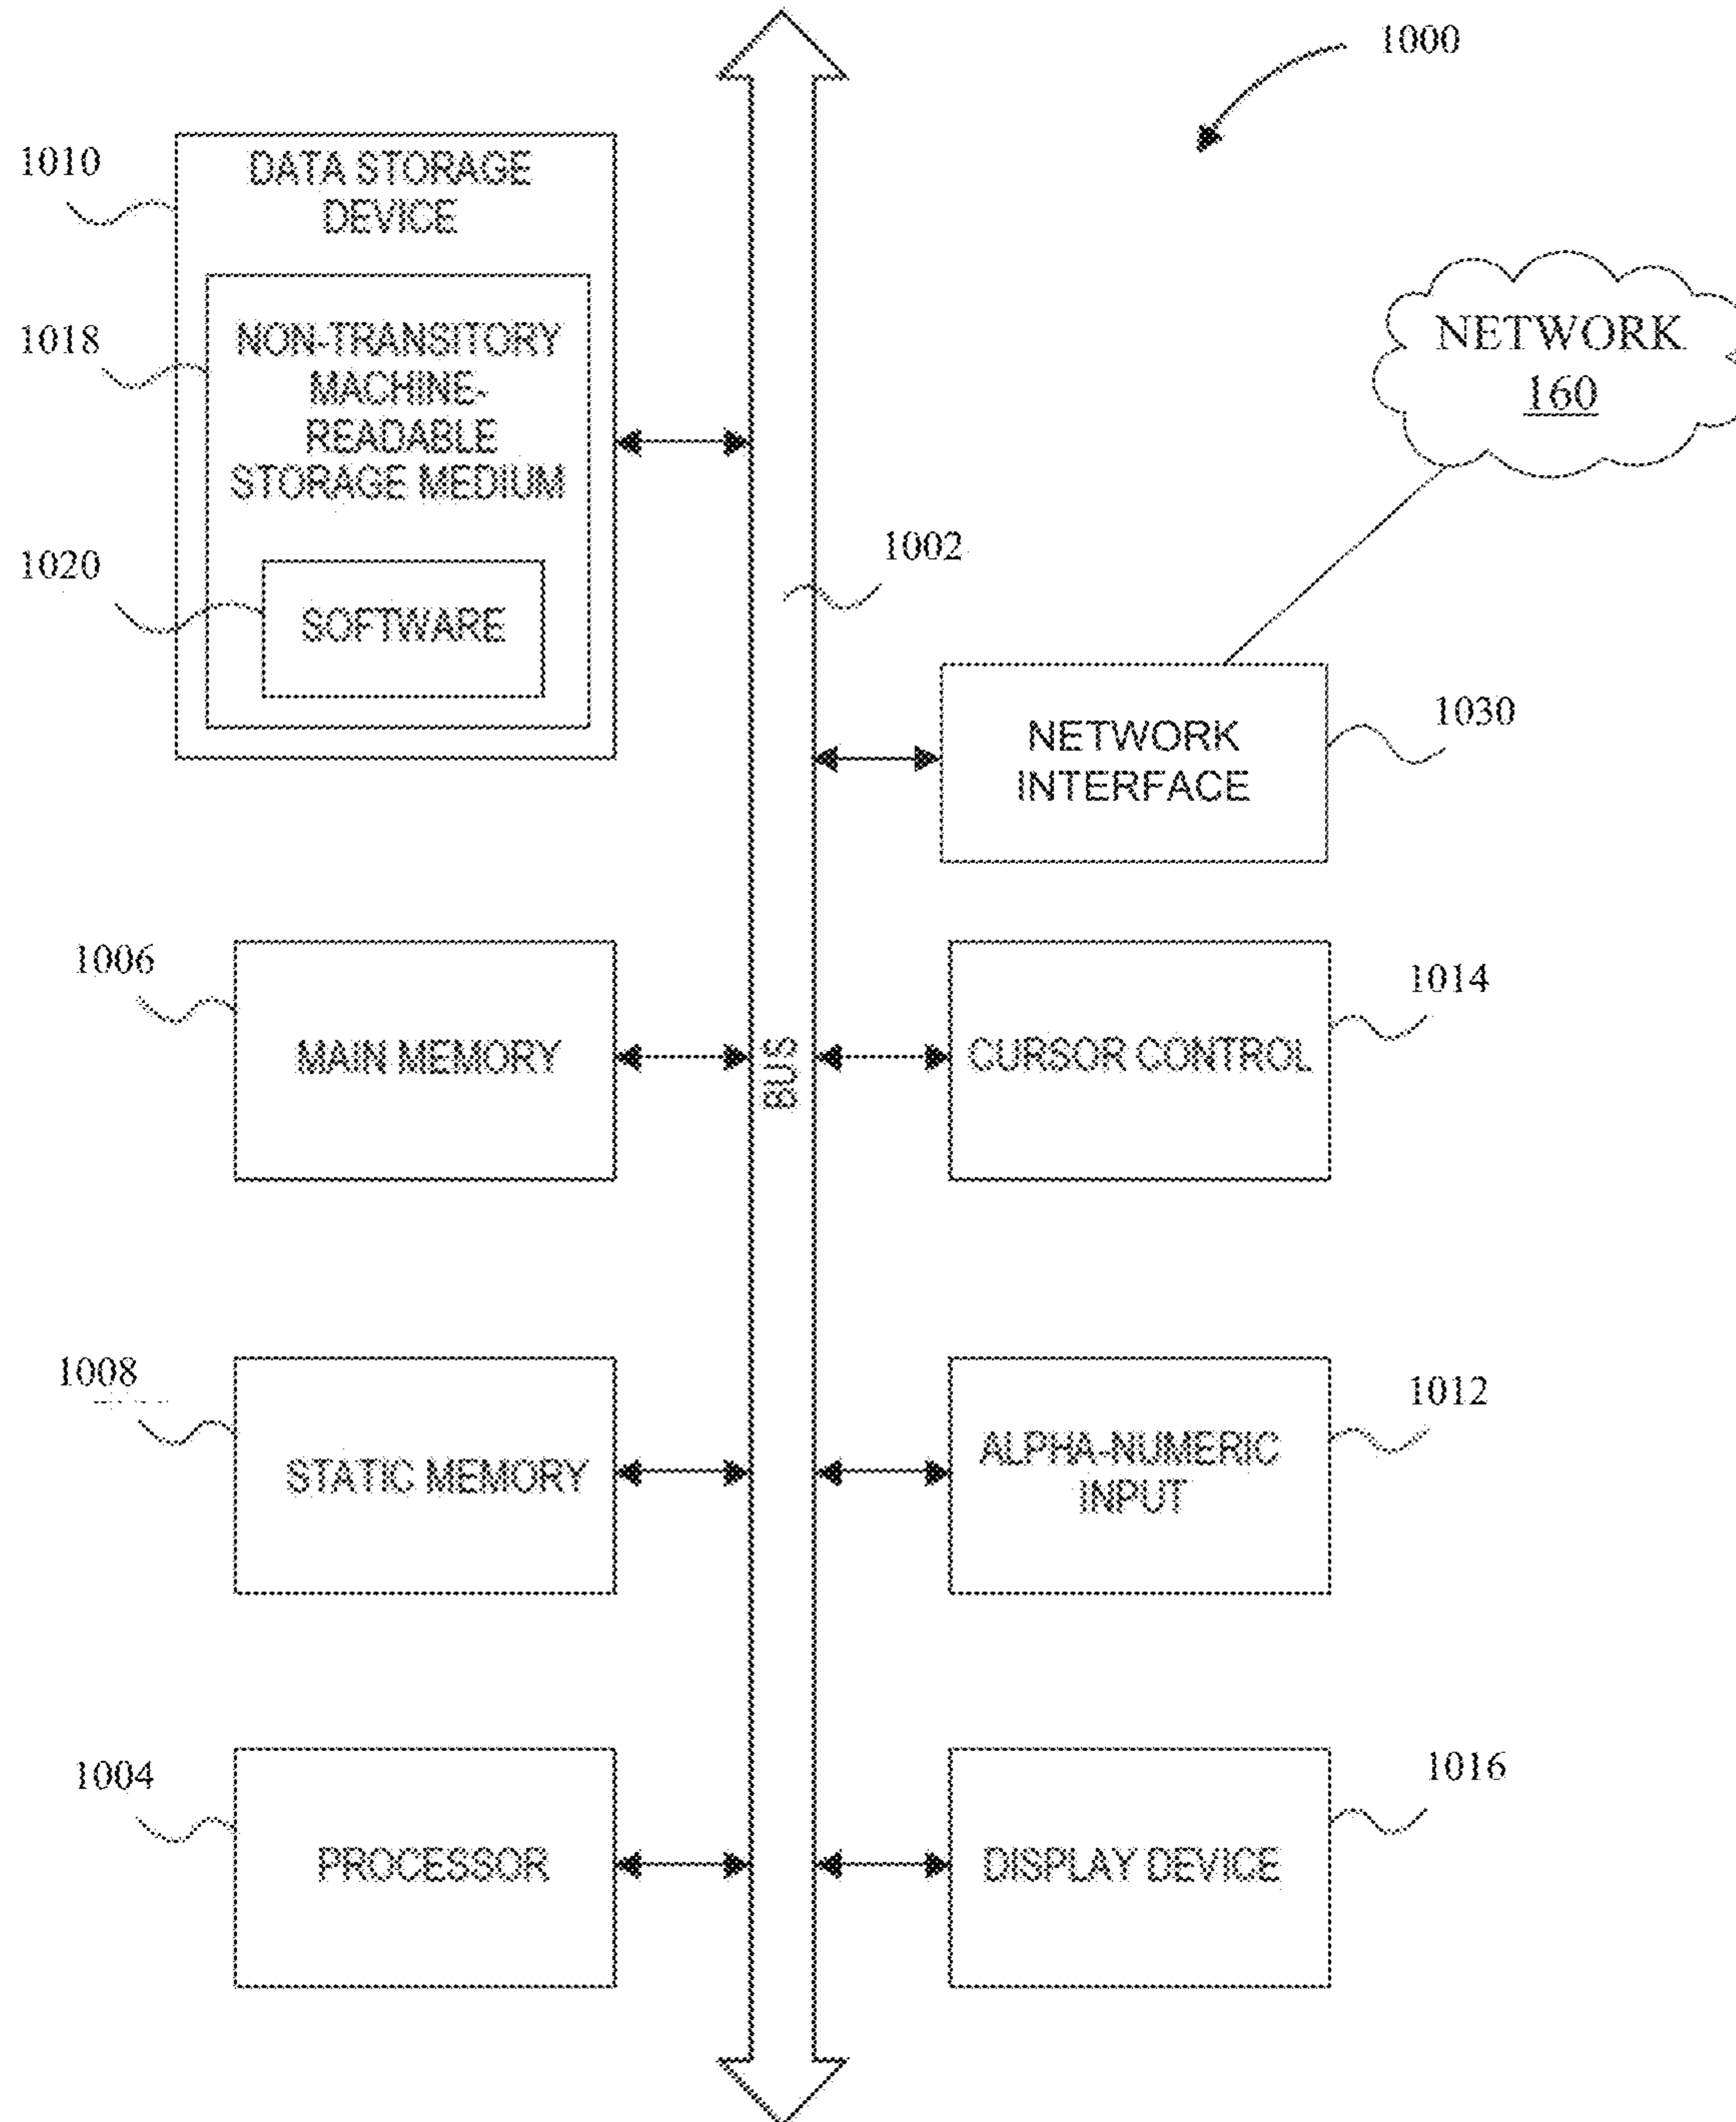 1000
1010
DATA STORAGE
DEVICE
1018
NON-TRANSITORY
MACHINE-
READABLE
STORAGE MEDIUM
1020
SOFTWARE
NETWORK
160
1002
NETWORK
INTERFACE
1030
1006
MAIN MEMORY
BUS
CURSOR CONTROL
1014
1008
STATIC MEMORY
ALPHA-NUMERIC
INPUT
1012
1004
PROCESSOR
DISPLAY DEVICE
1016